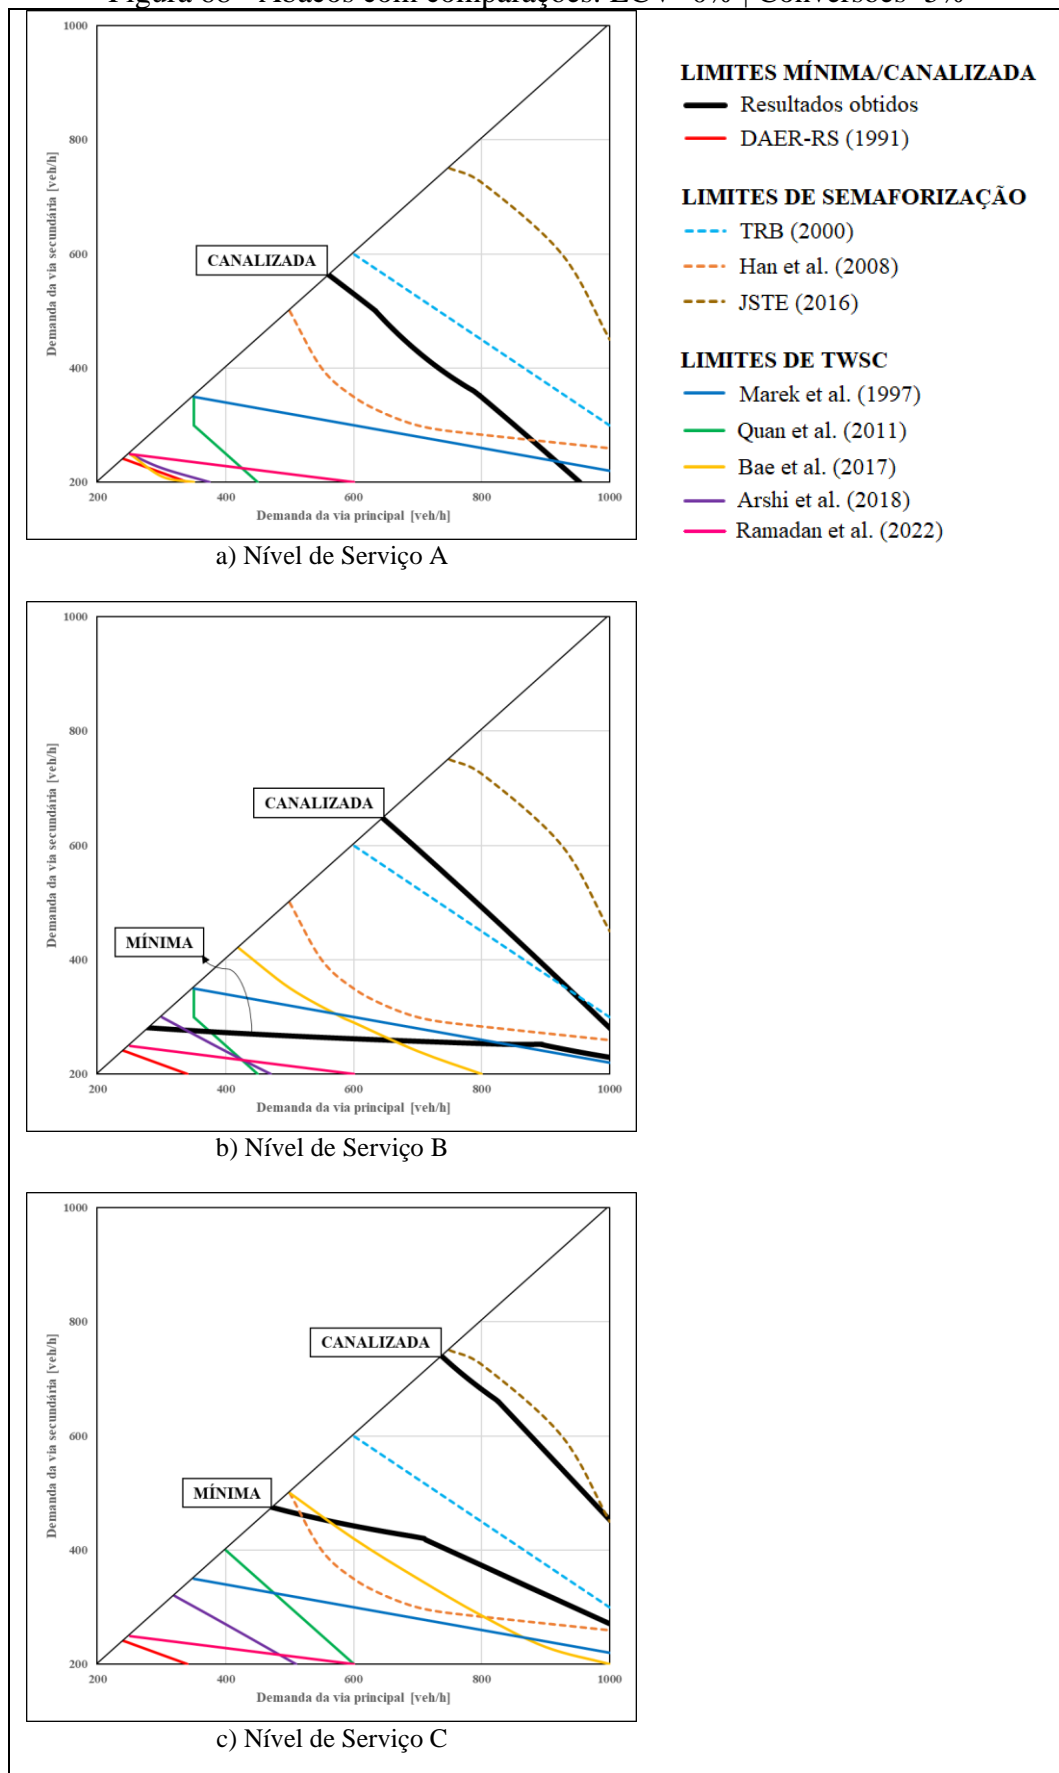 LIMITES MÍNIMA/CANALIZADA
Resultados obtidos
DAER-RS (1991)
LIMITES DE SEMAFORIZAÇÃO
TRB (2000)
Han et al. (2008)
JSTE (2016)
LIMITES DE TWSC
Marek et al. (1997)
Quan et al. (2011)
Bae et al. (2017)
Arshi et al. (2018)
Ramadan et al. (2022)
1000
800
600
400
200
Demanda da via secundária [veh/h]
CANALIZADA
200
400
600
800
1000
Demanda da via principal [veh/h]
a) Nível de Serviço A
1000
800
600
400
200
Demanda da via secundária [veh/h]
CANALIZADA
MÍNIMA
200
400
600
800
1000
Demanda da via principal [veh/h]
b) Nível de Serviço B
1000
800
600
400
200
Demanda da via secundária [veh/h]
CANALIZADA
MÍNIMA
200
400
600
800
1000
Demanda da via principal [veh/h]
c) Nível de Serviço C